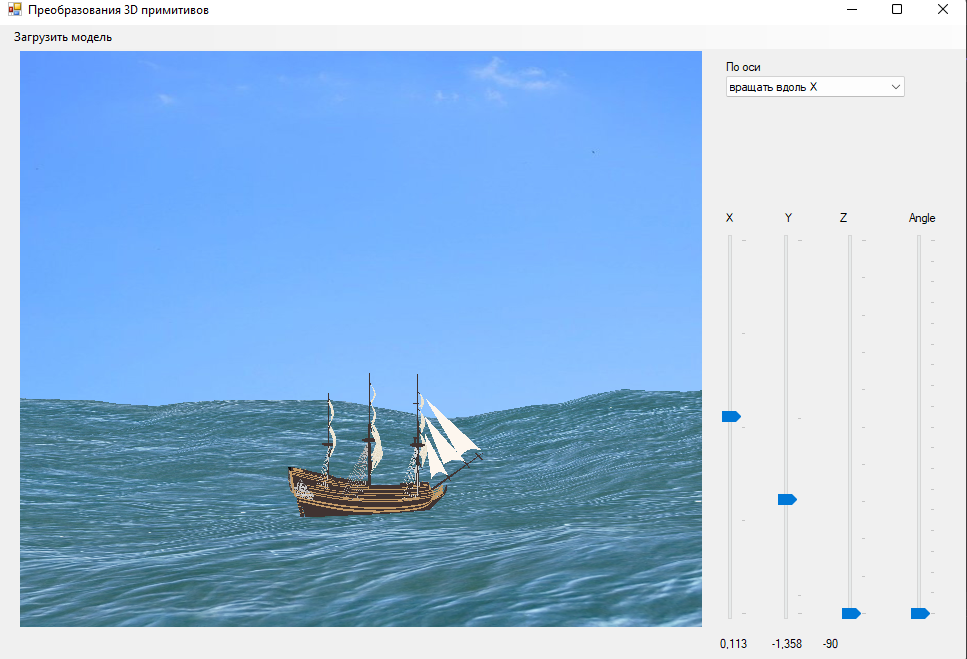 Преобразования 3D примитивов
Загрузить модель
По оси
вращать вдоль X
X Y Z Angle
0,113 -1,358 -90